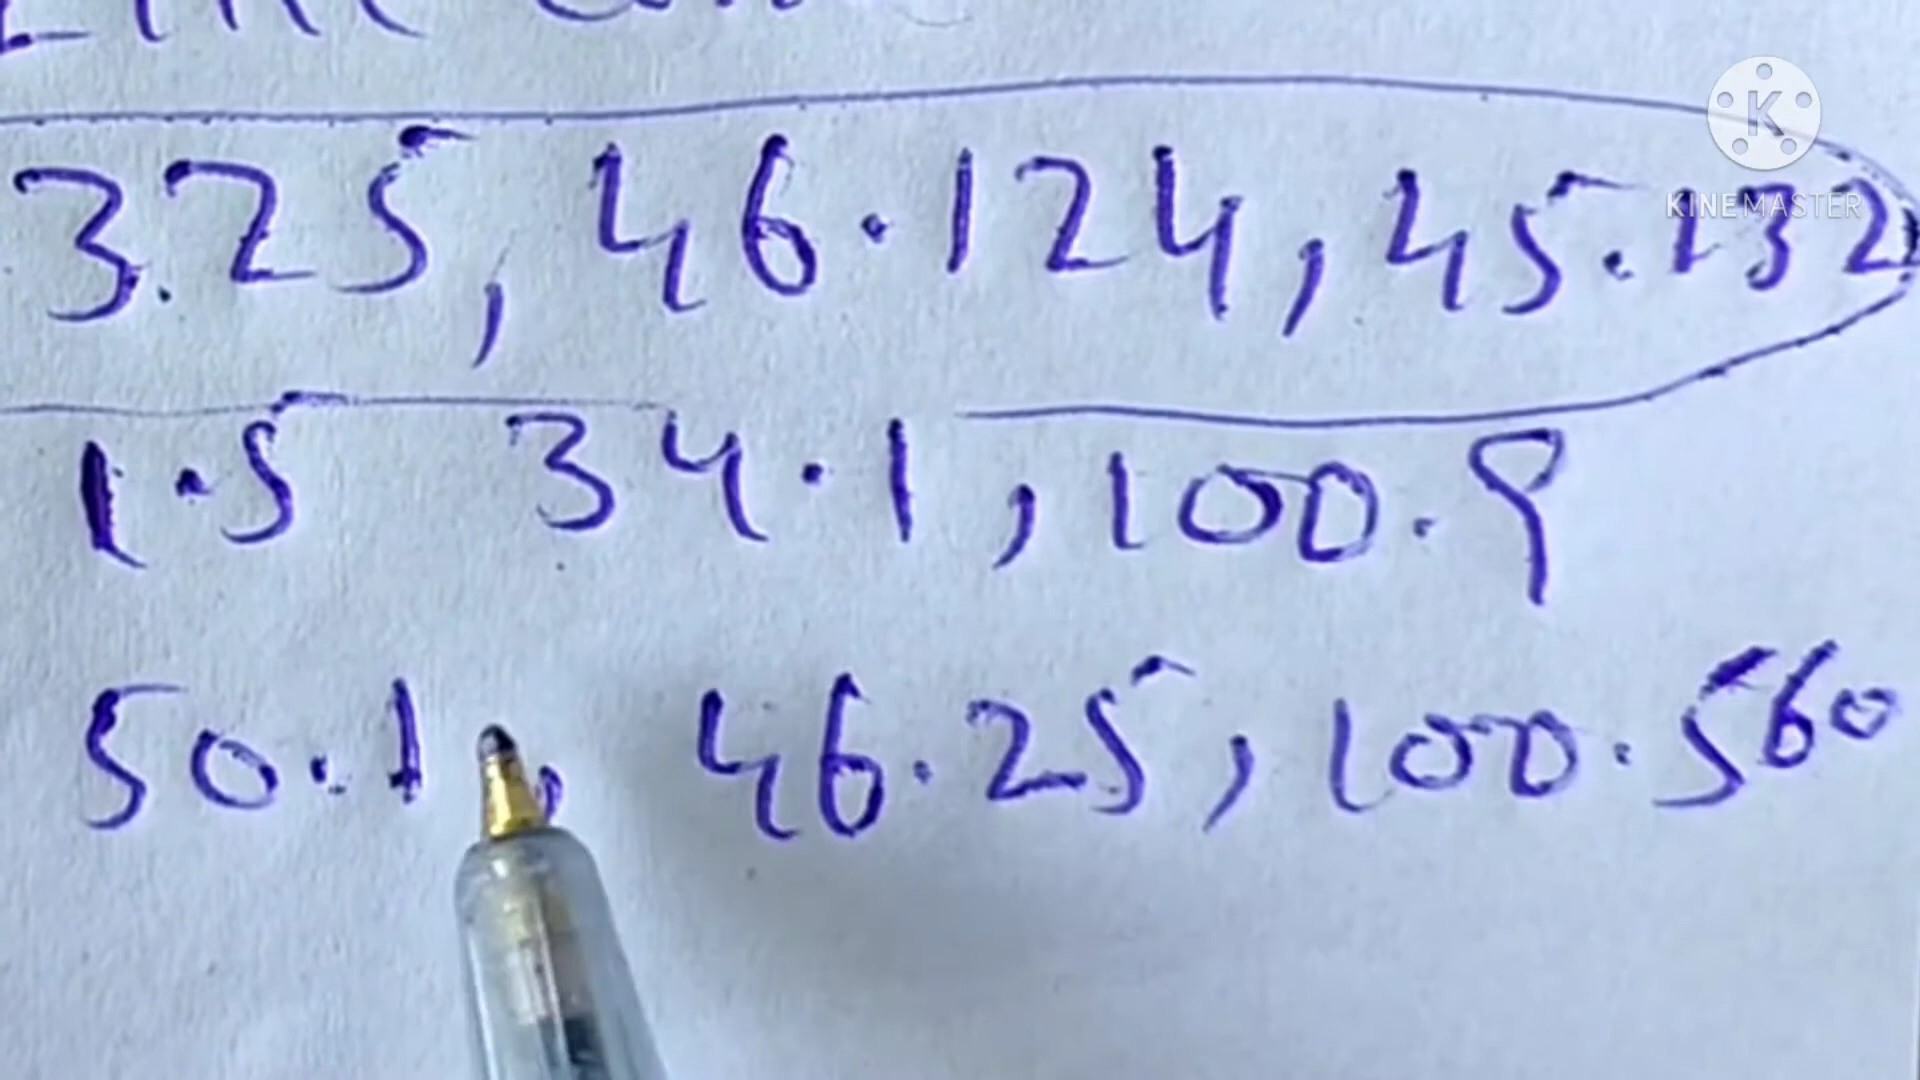 3.25, 46.124, 45.132
1.5 34.1, 100.9
50.1, 46.25, 100.560
K
KINEMASTER